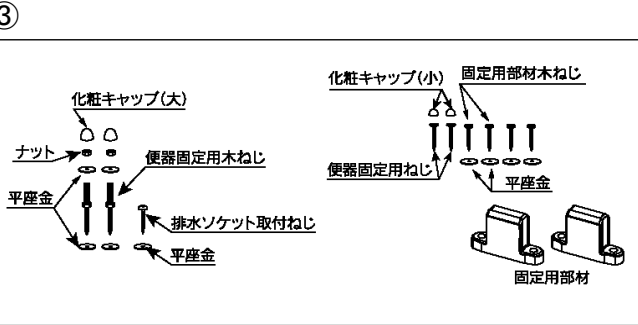 ③
化粧キャップ(大)
ナット
便器固定用木ねじ
平座金
排水ソケット取付ねじ
平座金
化粧キャップ(小)
固定用部材木ねじ
便器固定用ねじ
平座金
固定用部材